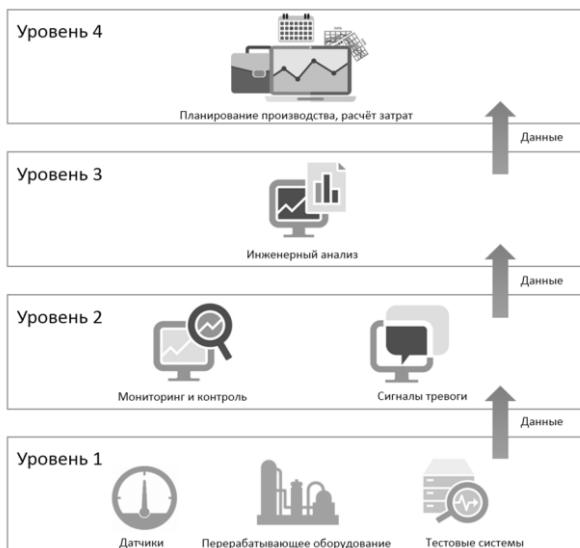 Уровень 4
Планирование производства, расчёт затрат
Данные
Уровень 3
Инженерный анализ
Данные
Уровень 2
Мониторинг и контроль
Сигналы тревоги
Данные
Уровень 1
Датчики
Перерабатывающее оборудование
Тестовые системы